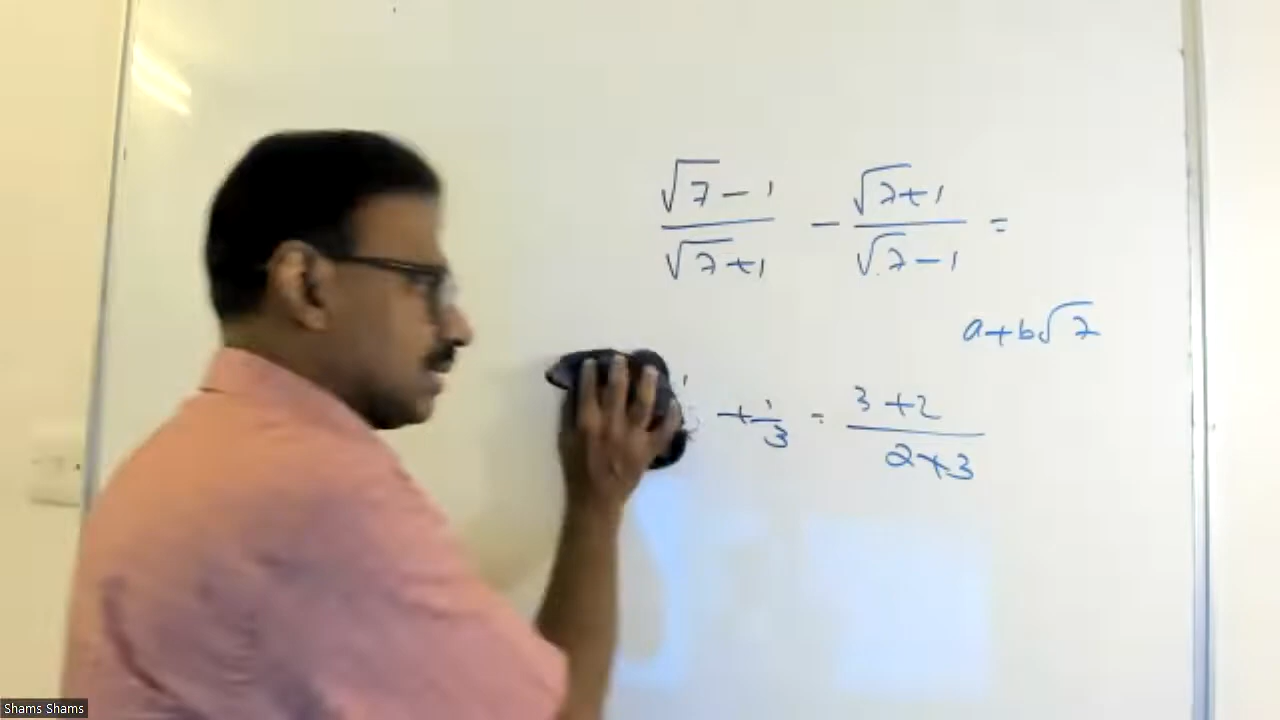 (√7 - 1)/(√7 + 1) - (√7 + 1)/(√7 - 1) =
a + b√7
+ 1/3 = (3 + 2)/(2 × 3)
Shams Shams